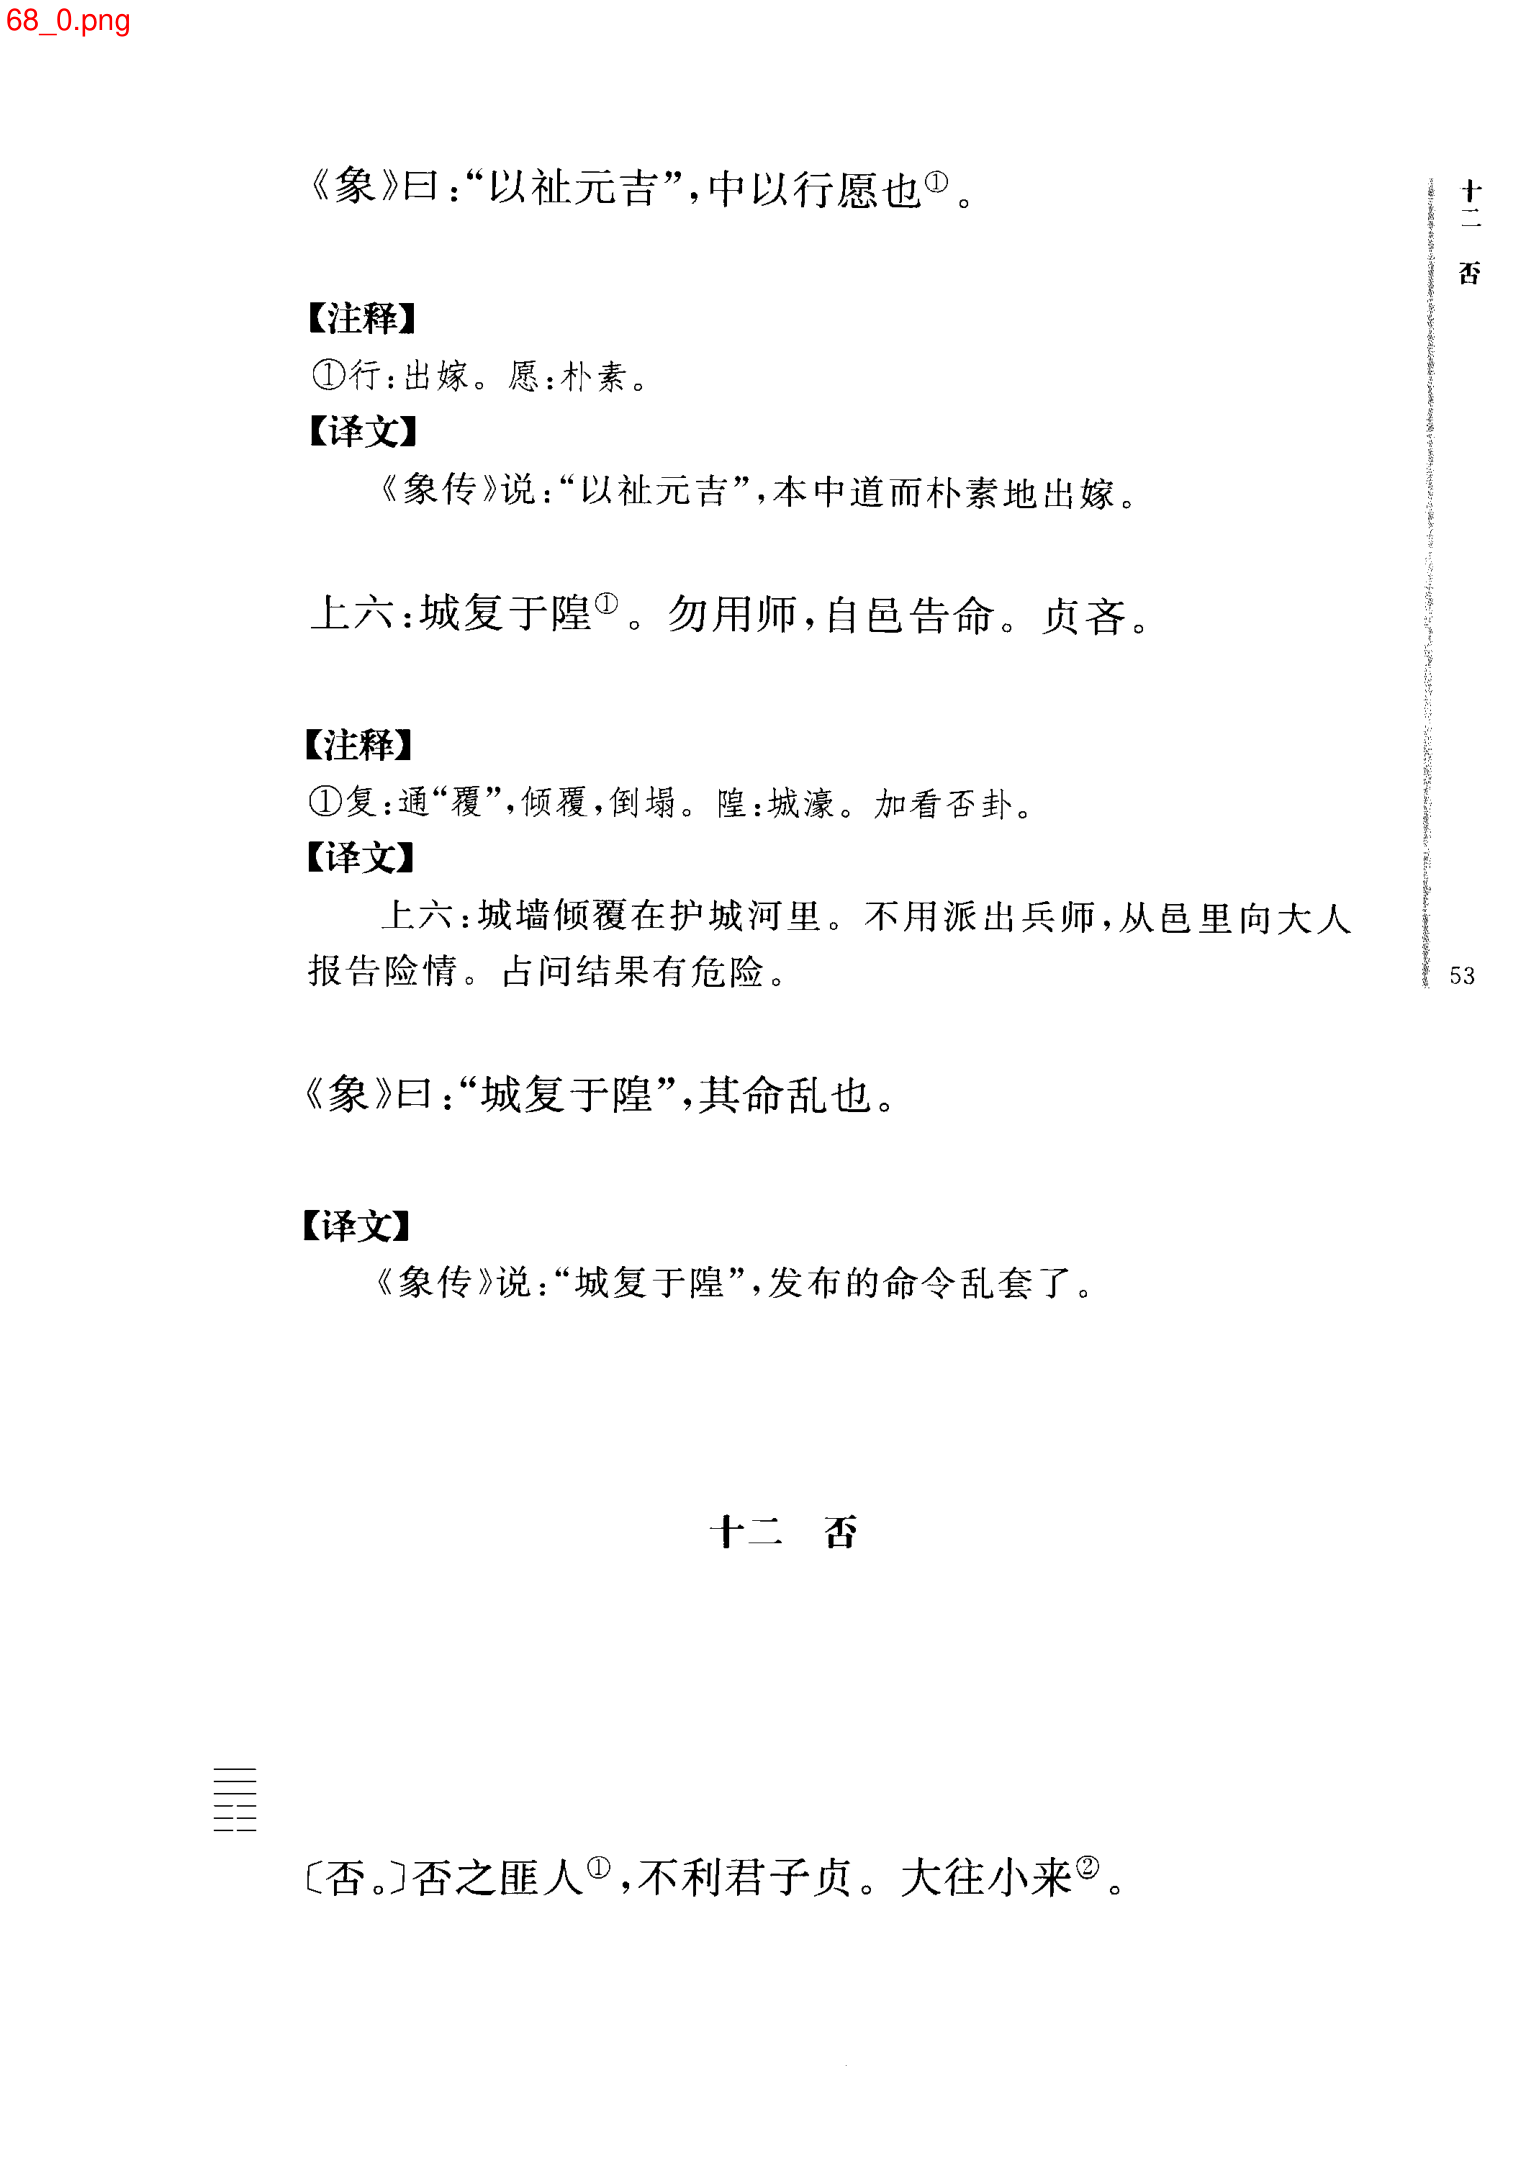 68_0.png
《象》曰：“以祉元吉”，中以行愿也①。
【注释】
①行：出嫁。愿：朴素。
【译文】
《象传》说：“以祉元吉”，本中道而朴素地出嫁。
上六：城复于隍①。勿用师，自邑告命。贞吝。
【注释】
①复：通“覆”，倾覆，倒塌。隍：城濠。加看否卦。
【译文】
上六：城墙倾覆在护城河里。不用派出兵师，从邑里向大人
报告险情。占问结果有危险。
《象》曰：“城复于隍”，其命乱也。
【译文】
《象传》说：“城复于隍”，发布的命令乱套了。
十二　否
〔否。〕否之匪人①，不利君子贞。大往小来②。
十二　否
53